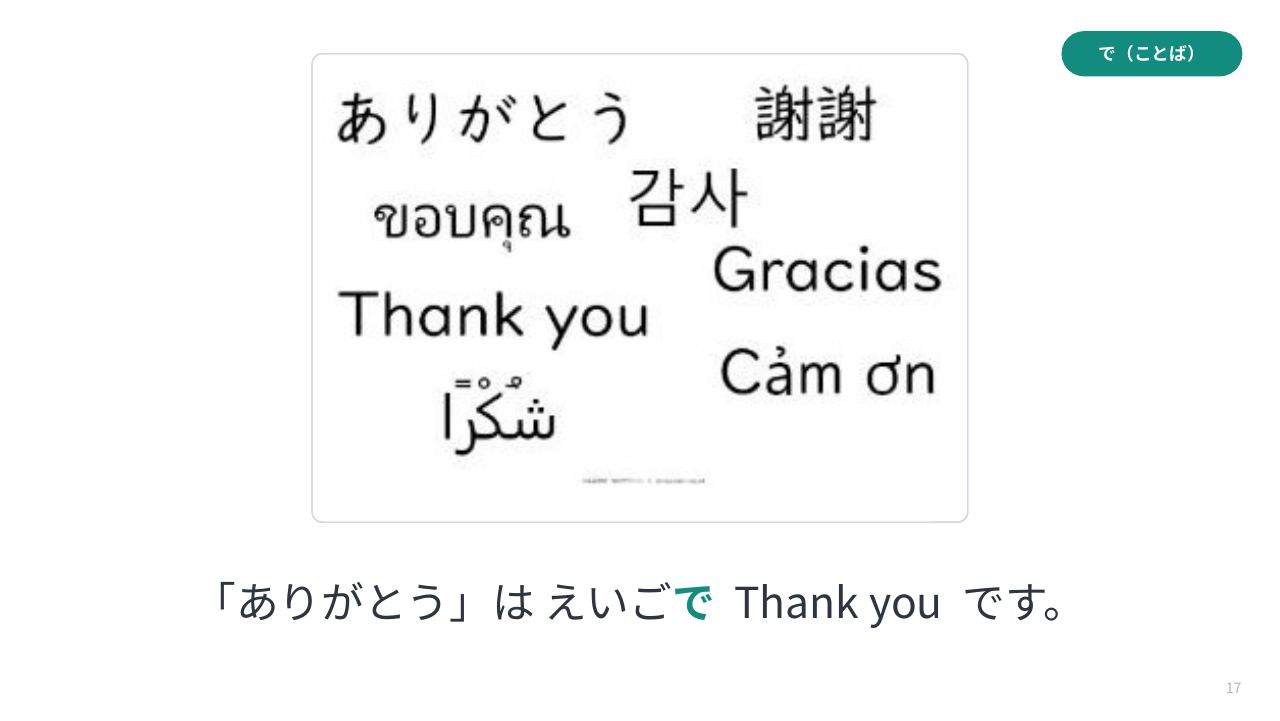 で（ことば）
ありがとう
謝謝
감사
ขอบคุณ
Gracias
Thank you
Cảm ơn
شُكْرًا
「ありがとう」は えいごで Thank you です。
17